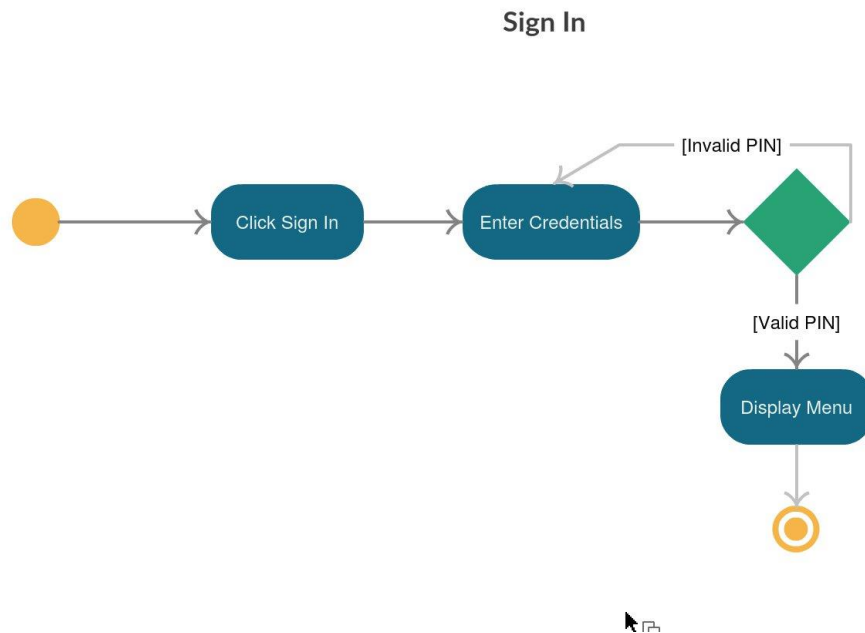 Sign In
[Invalid PIN]
Click Sign In
Enter Credentials
[Valid PIN]
Display Menu